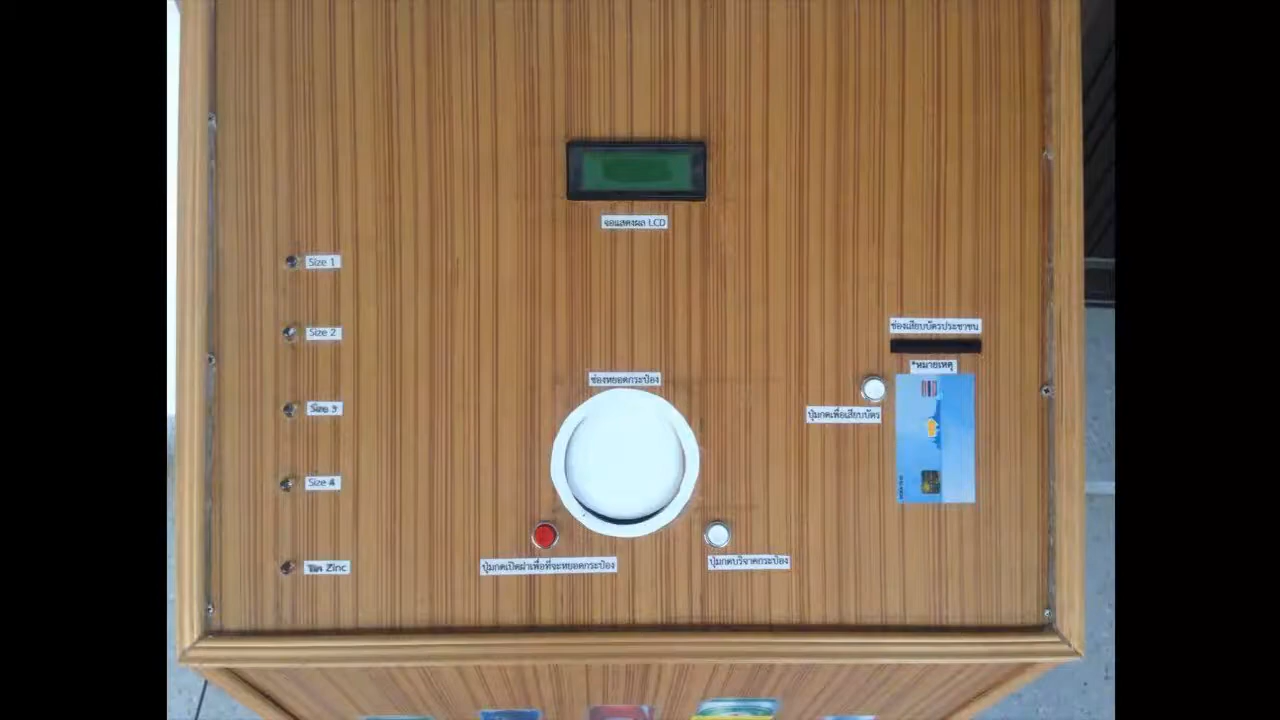 จอแสดงผล LCD
Size 1
Size 2
Size 3
Size 4
Zinc
ช่องหยอดกระป๋อง
ปุ่มกดเปิดฝาเพื่อที่จะหยอดกระป๋อง
ปุ่มกดบริจาคกระป๋อง
ช่องเสียบบัตรประชาชน
*หมายเหตุ
ปุ่มกดเพื่อเสียบบัตร